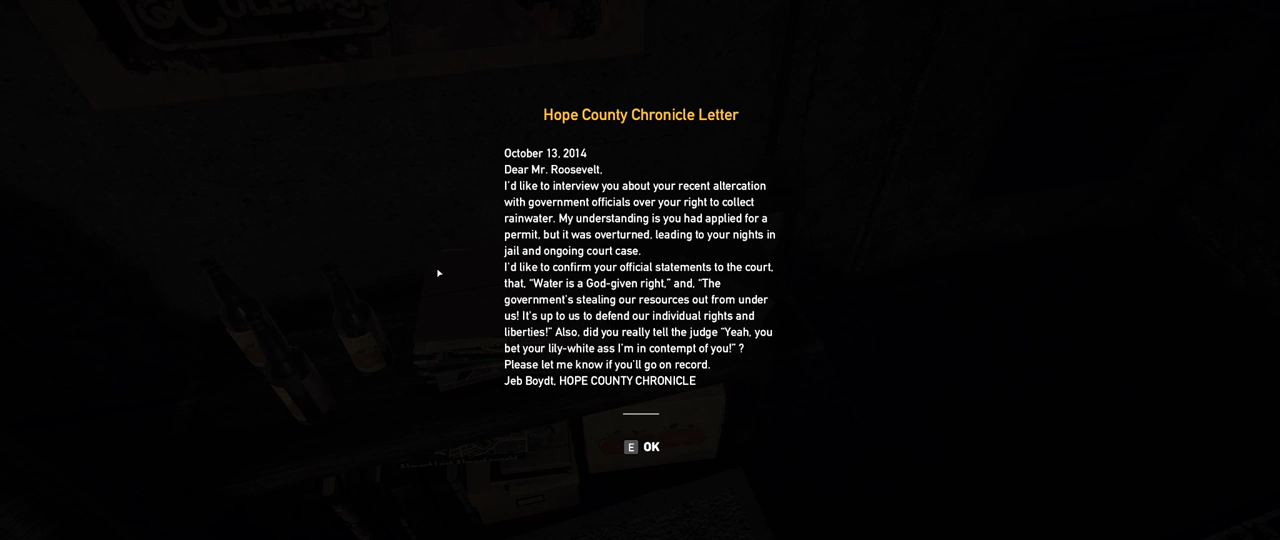 Hope County Chronicle Letter
October 13, 2014
Dear Mr. Roosevelt,
I'd like to interview you about your recent altercation
with government officials over your right to collect
rainwater. My understanding is you had applied for a
permit, but it was overturned, leading to your nights in
jail and ongoing court case.
I'd like to confirm your official statements to the court,
that, "Water is a God-given right," and, "The
government's stealing our resources out from under
us! It's up to us to defend our individual rights and
liberties!" Also, did you really tell the judge "Yeah, you
bet your lily-white ass I'm in contempt of you!" ?
Please let me know if you'll go on record.
Jeb Boydt, HOPE COUNTY CHRONICLE
E OK